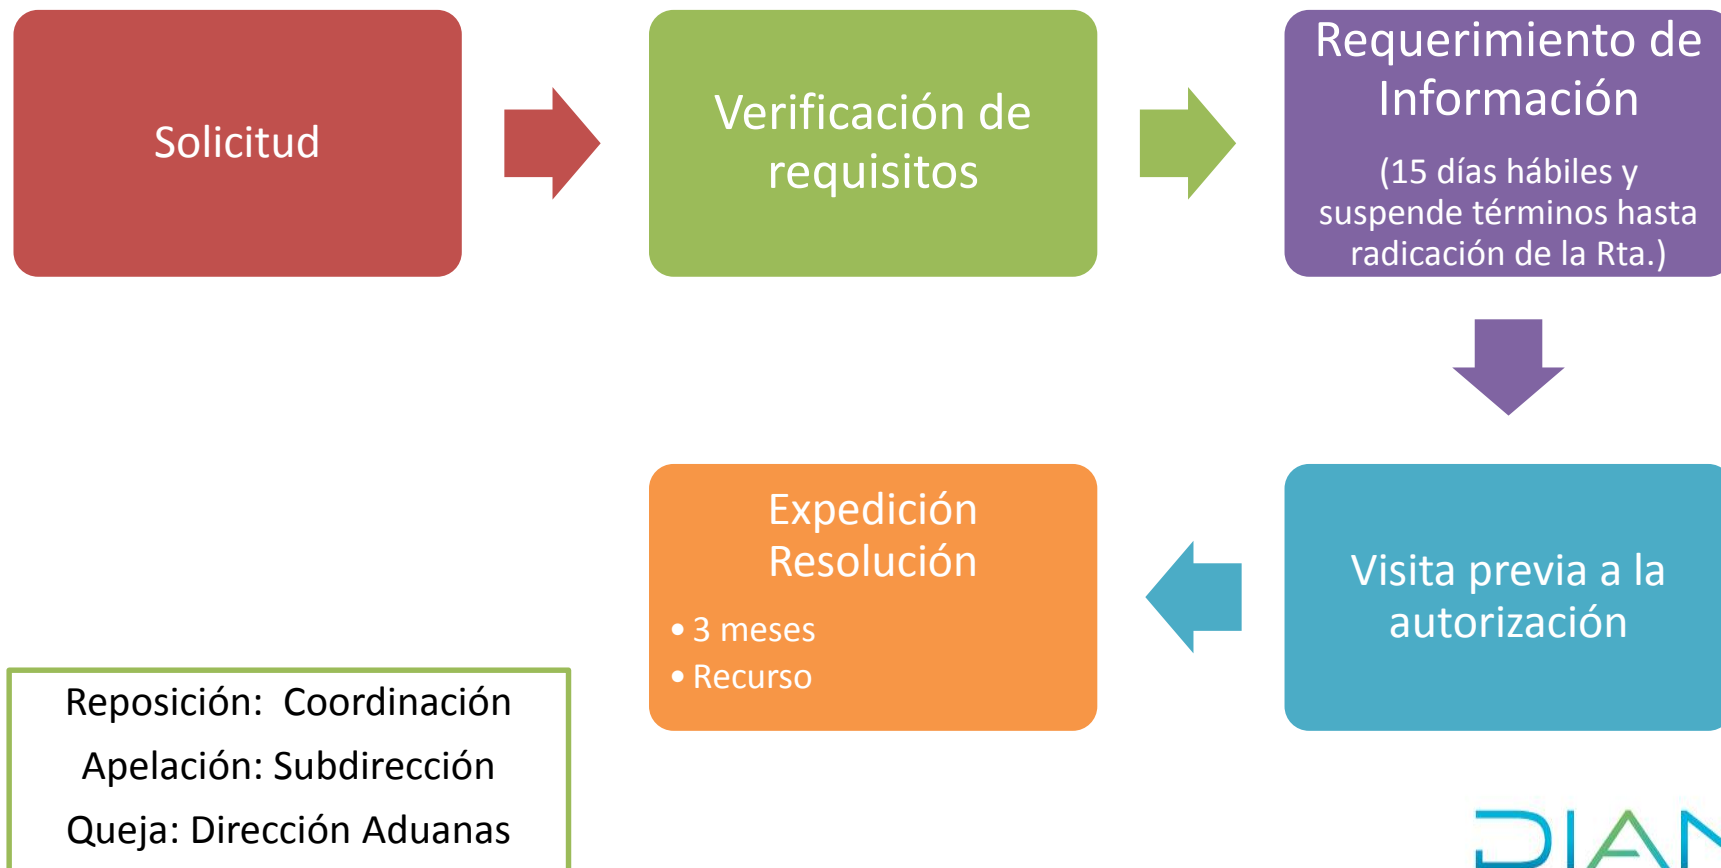 Solicitud
Verificación de
requisitos
Requerimiento de
Información
(15 días hábiles y
suspende términos hasta
radicación de la Rta.)
Expedición
Resolución
• 3 meses
• Recurso
Visita previa a la
autorización
Reposición: Coordinación
Apelación: Subdirección
Queja: Dirección Aduanas
DIAN